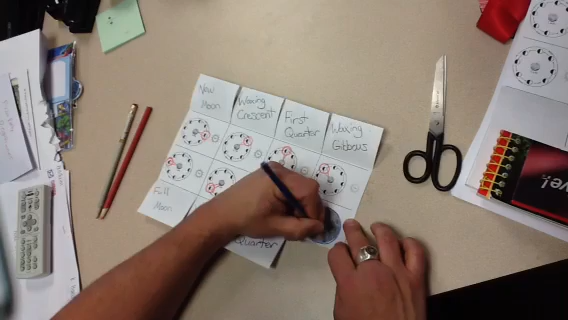 New
Moon
Waxing
Crescent
First
Quarter
Waxing
Gibbous
Full
Moon
Quarter